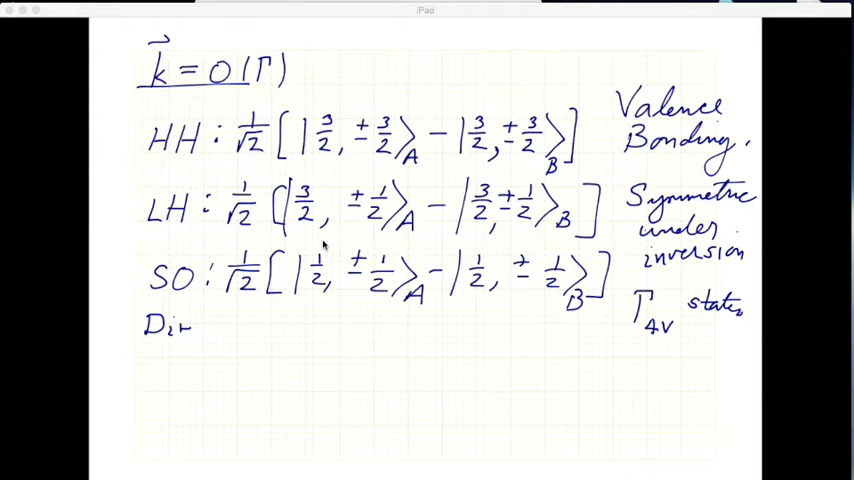 iPad
k⃗ = 0 (Γ)
HH : 1/√2 [ | 3/2, ± 3/2 ⟩_A − | 3/2, ± 3/2 ⟩_B ]
Valence
Bonding.
LH : 1/√2 [ | 3/2, ± 1/2 ⟩_A − | 3/2, ± 1/2 ⟩_B ]
Symmetric
under
inversion
SO : 1/√2 [ | 1/2, ± 1/2 ⟩_A − | 1/2, ± 1/2 ⟩_B ]
Γ_4v states
Dir